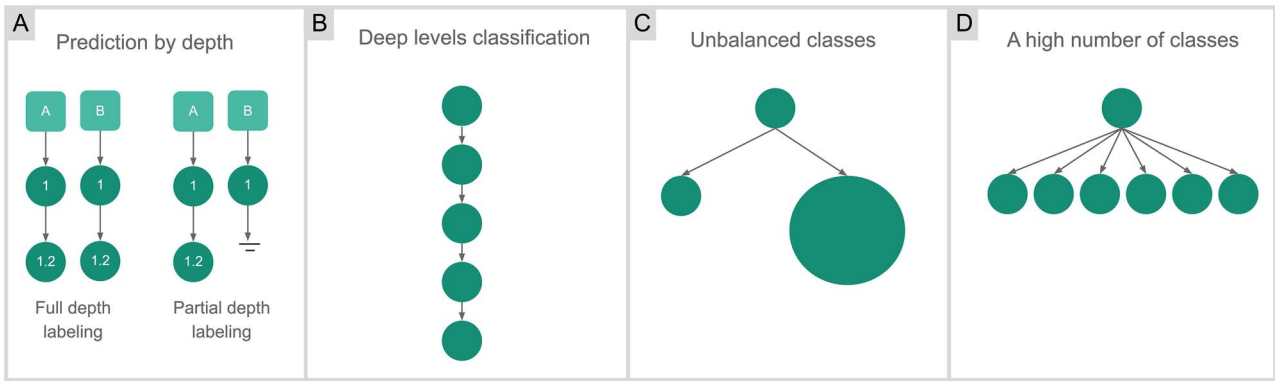 A
Prediction by depth
A
B
A
B
1
1
1
1
1.2
1.2
1.2
Full depth
labeling
Partial depth
labeling
B
Deep levels classification
C
Unbalanced classes
D
A high number of classes